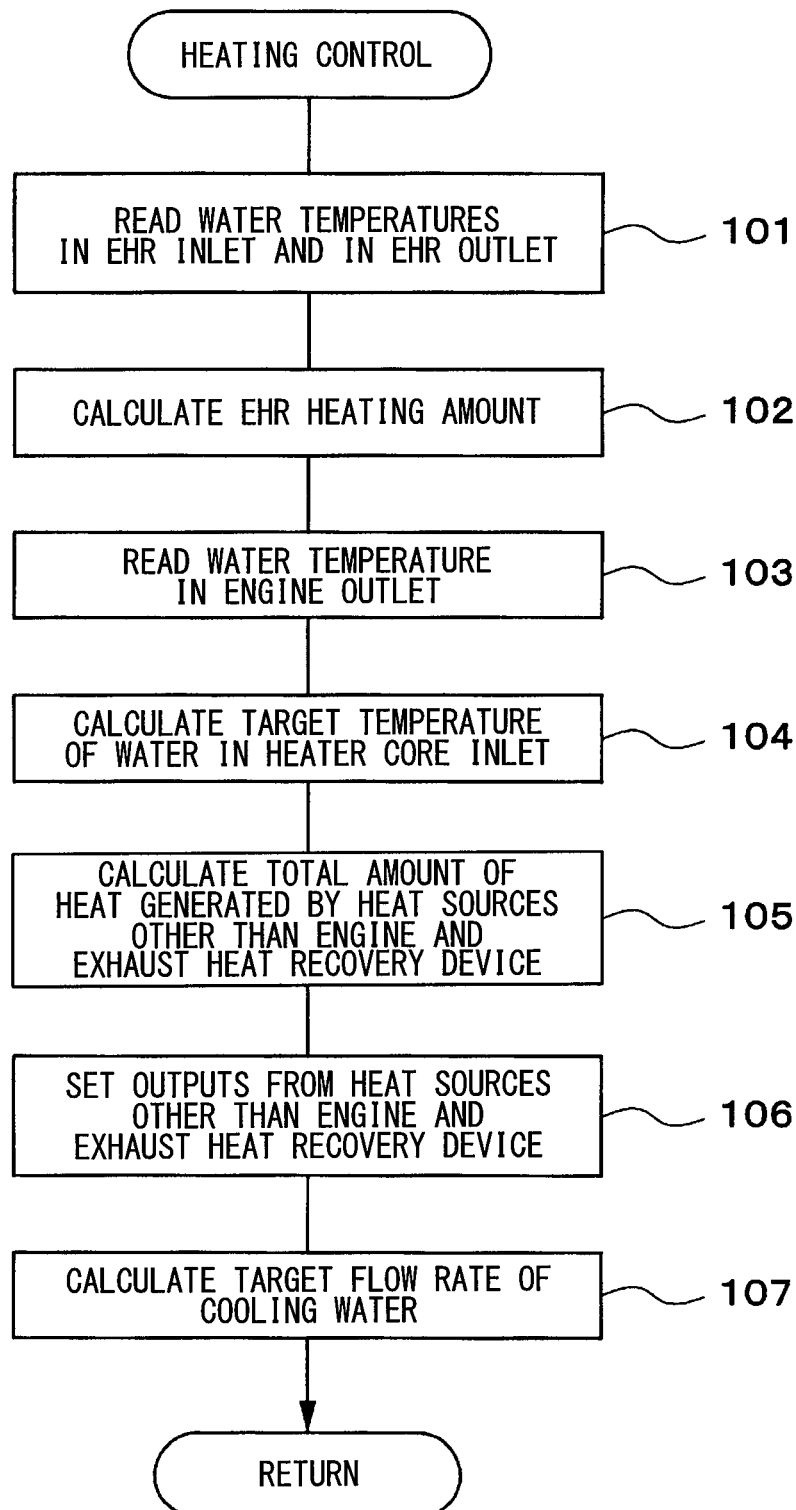 HEATING CONTROL
READ WATER TEMPERATURES
IN EHR INLET AND IN EHR OUTLET
101
CALCULATE EHR HEATING AMOUNT
102
READ WATER TEMPERATURE
IN ENGINE OUTLET
103
CALCULATE TARGET TEMPERATURE
OF WATER IN HEATER CORE INLET
104
CALCULATE TOTAL AMOUNT OF
HEAT GENERATED BY HEAT SOURCES
OTHER THAN ENGINE AND
EXHAUST HEAT RECOVERY DEVICE
105
SET OUTPUTS FROM HEAT SOURCES
OTHER THAN ENGINE AND
EXHAUST HEAT RECOVERY DEVICE
106
CALCULATE TARGET FLOW RATE OF
COOLING WATER
107
RETURN